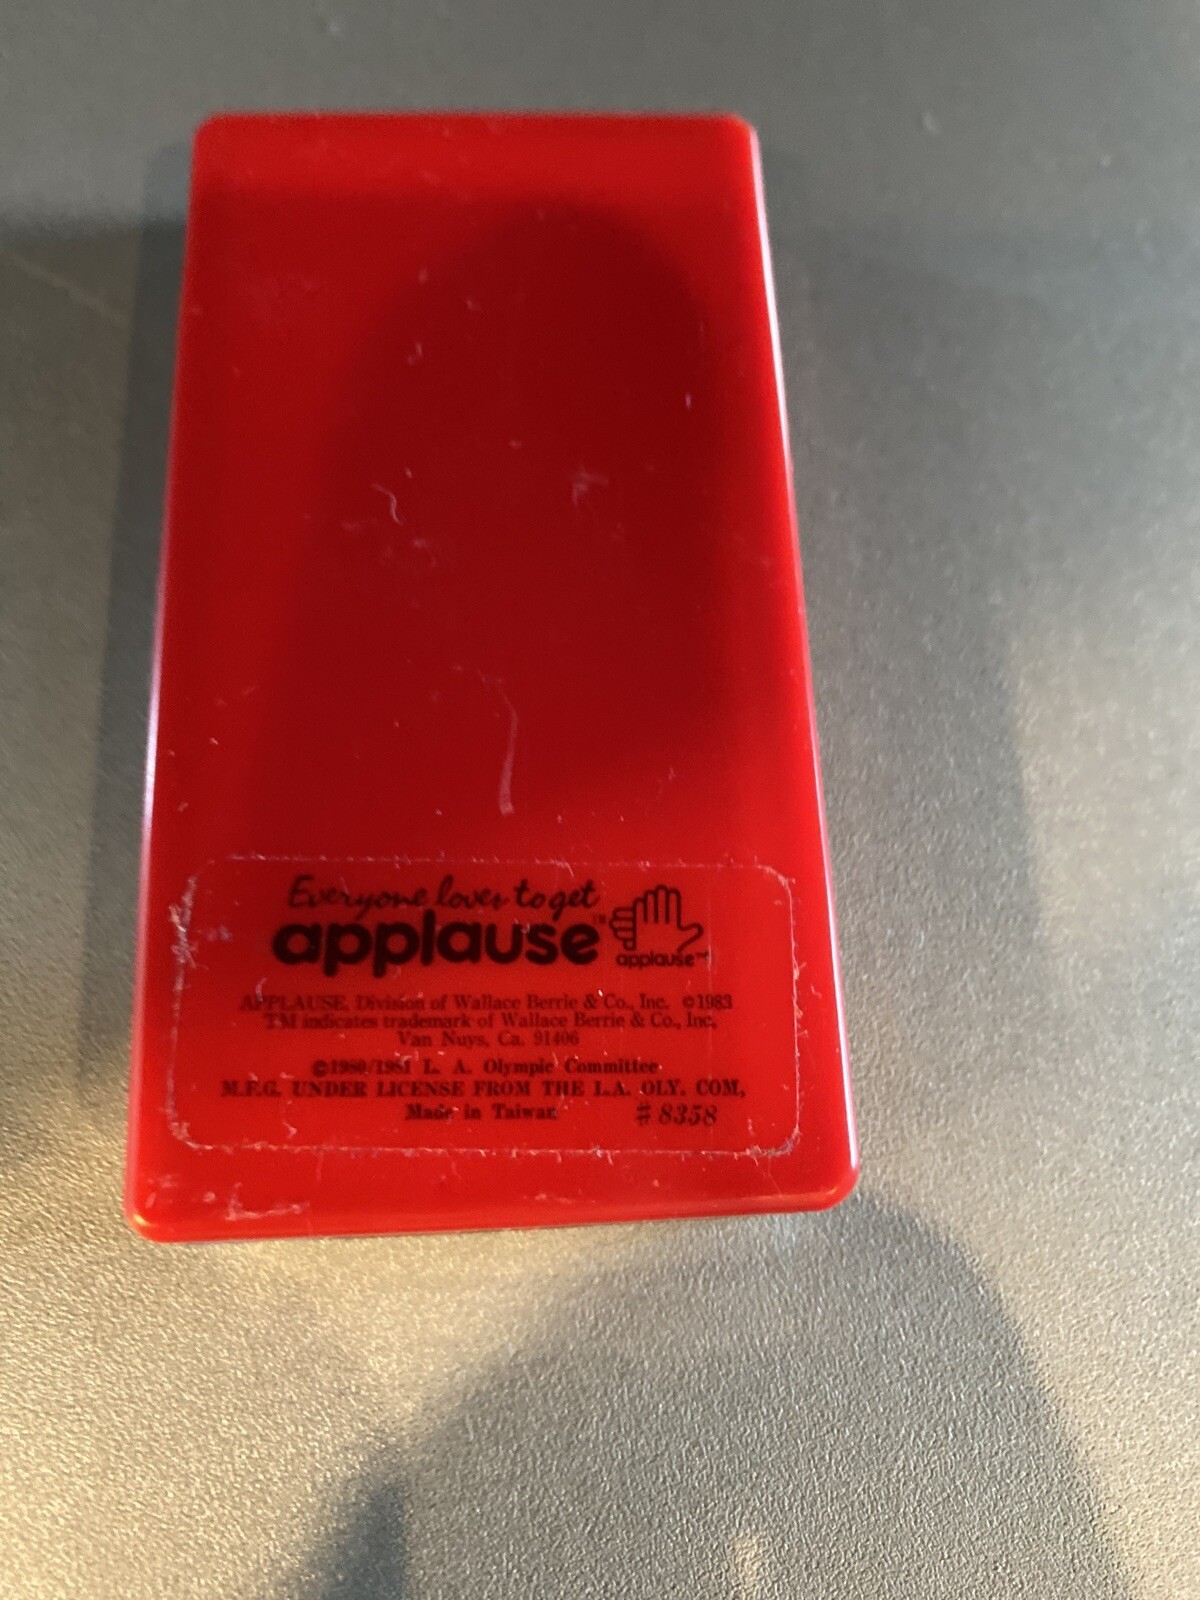 Everyone loves to get
applause™
applause™
APPLAUSE, Division of Wallace Berrie & Co., Inc. ©1983
TM indicates trademark of Wallace Berrie & Co., Inc.
Van Nuys, Ca. 91406
©1980/1981 L. A. Olympic Committee
M.F.G. UNDER LICENSE FROM THE L.A. OLY. COM,
Made in Taiwan # 8358